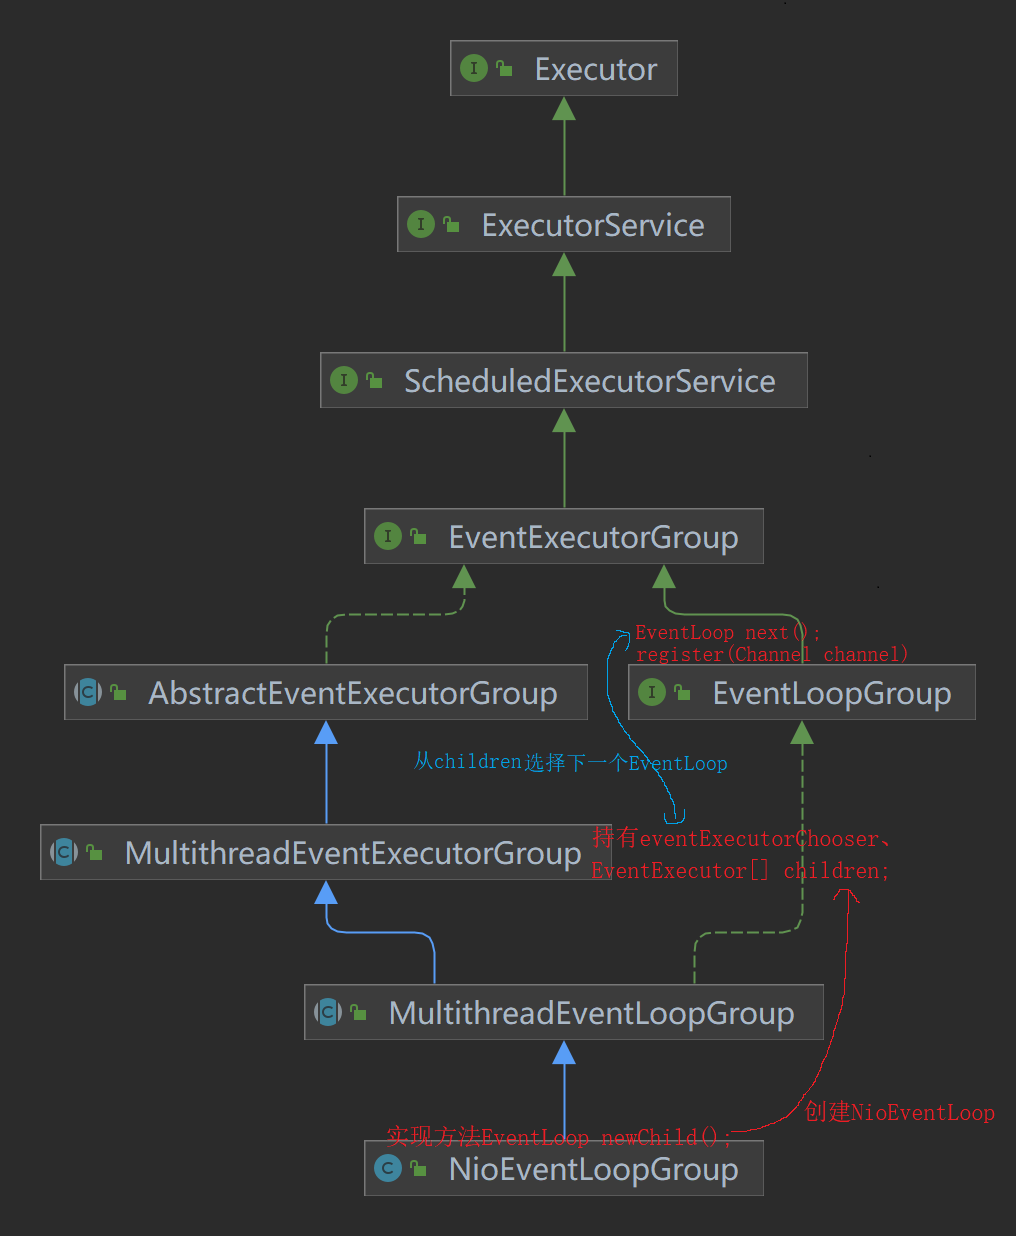 Executor
ExecutorService
ScheduledExecutorService
EventExecutorGroup
EventLoop next();
register(Channel channel)
AbstractEventExecutorGroup
EventLoopGroup
从children选择下一个EventLoop
MultithreadEventExecutorGroup
持有eventExecutorChooser、
EventExecutor[] children;
MultithreadEventLoopGroup
创建NioEventLoop
实现方法EventLoop newChild();
NioEventLoopGroup